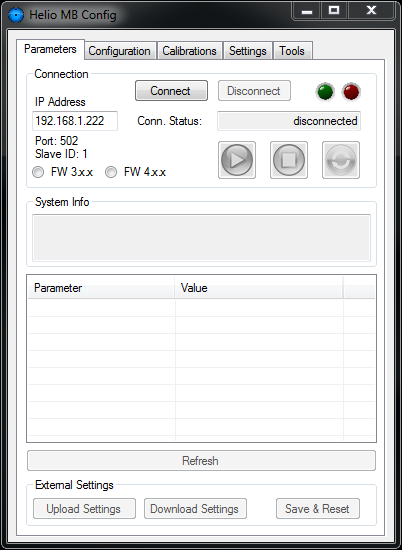 Helio MB Config
Parameters Configuration Calibrations Settings Tools
Connection
Connect Disconnect
IP Address
192.168.1.222 Conn. Status: disconnected
Port: 502
Slave ID: 1
FW 3.x.x FW 4.x.x
System Info
Parameter Value
Refresh
External Settings
Upload Settings Download Settings Save & Reset